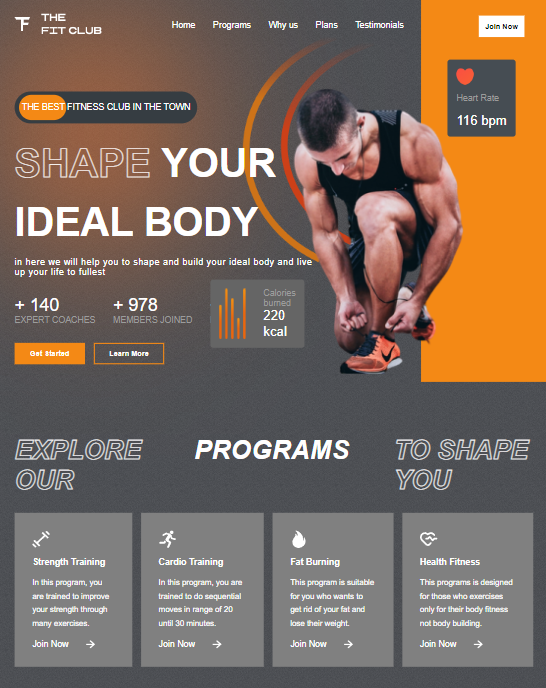 THE
FIT CLUB
Home Programs Why us Plans Testimonials
Join Now
Heart Rate
116 bpm
THE BEST FITNESS CLUB IN THE TOWN
SHAPE YOUR
IDEAL BODY
in here we will help you to shape and build your ideal body and live
up your life to fullest
Calories
burned
220
kcal
+ 140
EXPERT COACHES
+ 978
MEMBERS JOINED
Get Started
Learn More
EXPLORE
OUR
PROGRAMS
TO SHAPE
YOU
Strength Training
In this program, you
are trained to improve
your strength through
many exercises.
Join Now
Cardio Training
In this program, you are
trained to do sequential
moves in range of 20
until 30 minutes.
Join Now
Fat Burning
This program is suitable
for you who wants to
get rid of your fat and
lose their weight.
Join Now
Health Fitness
This programs is designed
for those who exercises
only for their body fitness
not body building.
Join Now